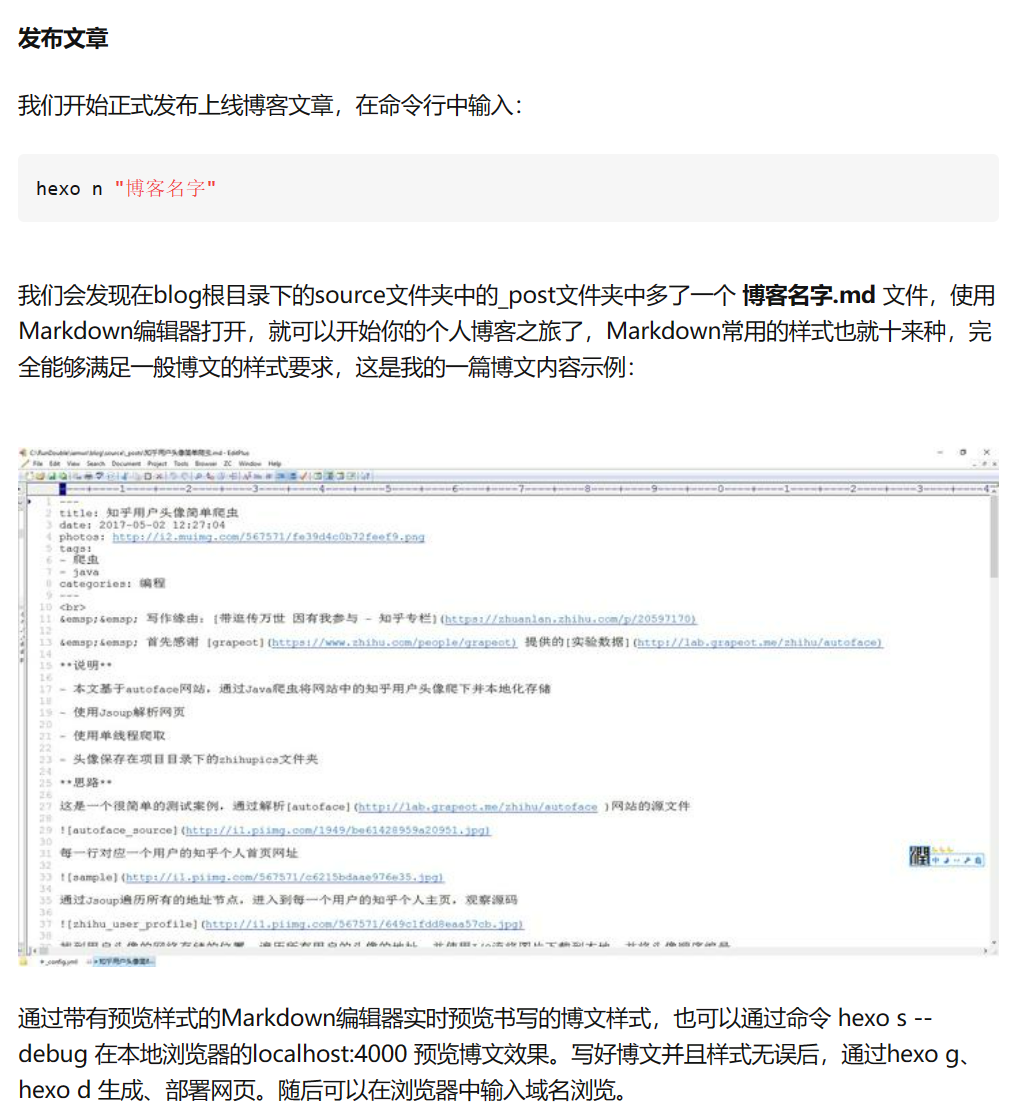 发布文章
我们开始正式发布上线博客文章，在命令行中输入：
hexo n "博客名字"
我们会发现在blog根目录下的source文件夹中的_post文件夹中多了一个 博客名字.md 文件，使用
Markdown编辑器打开，就可以开始你的个人博客之旅了，Markdown常用的样式也就十来种，完
全能够满足一般博文的样式要求，这是我的一篇博文内容示例：
File Edit View Search Document Project Tools Browser ZC Window Help
1 ---
2 title: 知乎用户头像简单爬虫
3 date: 2017-05-02 12:27:04
4 photos: http://i2.muimg.com/567571/fe39d4c0b72feef9.png
5 tags:
6 - 爬虫
7 - java
8 categories: 编程
9 ---
10 <br>
11 &emsp;&emsp; 写作缘由：[带逛传万世 因有我参与 - 知乎专栏](https://zhuanlan.zhihu.com/p/20597170)
12
13 &emsp;&emsp; 首先感谢 [grapeot](https://www.zhihu.com/people/grapeot) 提供的[实验数据](http://lab.grapeot.me/zhihu/autoface)
14
15 **说明**
16
17 - 本文基于autoface网站，通过Java爬虫将网站中的知乎用户头像爬下并本地化存储
18
19 - 使用Jsoup解析网页
20
21 - 使用单线程爬取
22
23 - 头像保存在项目目录下的zhihupics文件夹
24
25 **思路**
26
27 这是一个很简单的测试案例，通过解析[autoface](http://lab.grapeot.me/zhihu/autoface )网站的源文件
28
29 ![autoface_source](http://i1.piimg.com/1949/be61428959a20951.jpg)
30
31 每一行对应一个用户的知乎个人首页网址
32
33 ![sample](http://i1.piimg.com/567571/c6215bdaae976e35.jpg)
34
35 通过Jsoup遍历所有的地址节点，进入到每一个用户的知乎个人主页，观察源码
36
37 ![zhihu_user_profile](http://i1.piimg.com/567571/649c1fdd8eaa57cb.jpg)
38
_config.yml
通过带有预览样式的Markdown编辑器实时预览书写的博文样式，也可以通过命令 hexo s --
debug 在本地浏览器的localhost:4000 预览博文效果。写好博文并且样式无误后，通过hexo g、
hexo d 生成、部署网页。随后可以在浏览器中输入域名浏览。